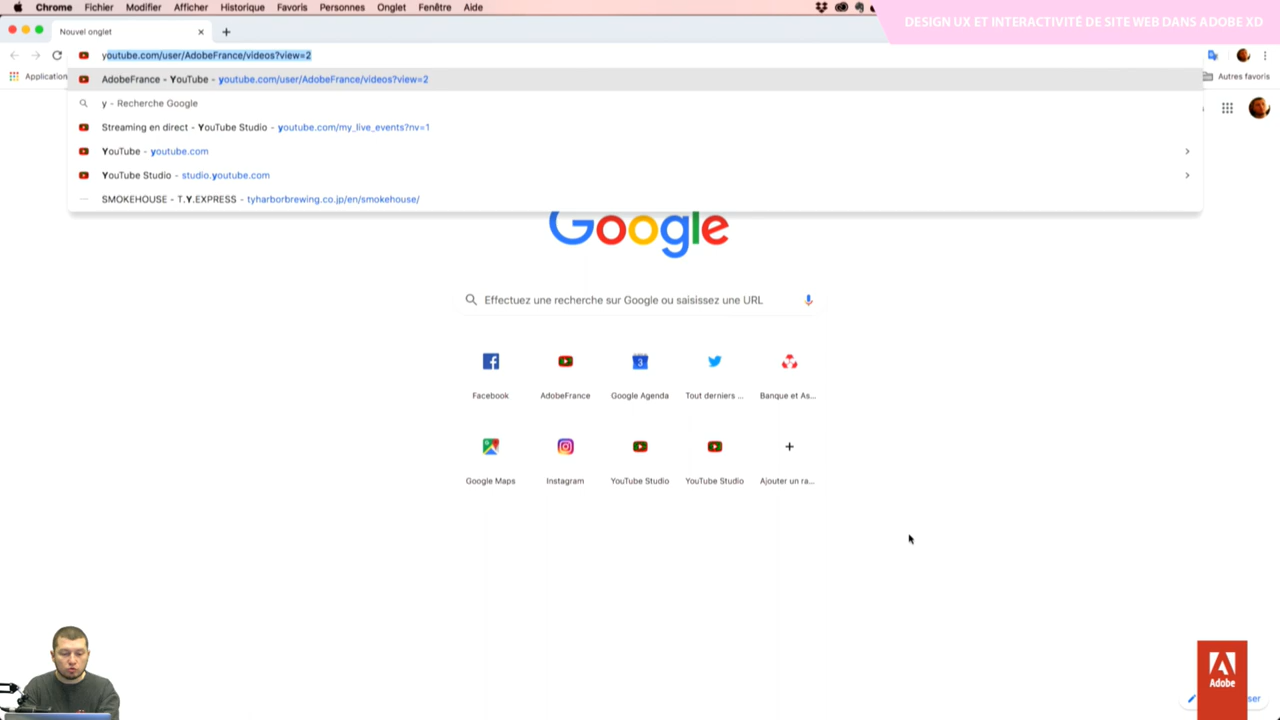 Chrome Fichier Modifier Afficher Historique Favoris Personnes Onglet Fenêtre Aide
DESIGN UX ET INTERACTIVITÉ DE SITE WEB DANS ADOBE XD
Nouvel onglet
youtube.com/user/AdobeFrance/videos?view=2
Application
Autres favoris
AdobeFrance - YouTube - youtube.com/user/AdobeFrance/videos?view=2
y - Recherche Google
Streaming en direct - YouTube Studio - youtube.com/my_live_events?nv=1
YouTube - youtube.com
YouTube Studio - studio.youtube.com
SMOKEHOUSE - T.Y.EXPRESS - tyharborbrewing.co.jp/en/smokehouse/
Google
Effectuez une recherche sur Google ou saisissez une URL
3
Facebook AdobeFrance Google Agenda Tout derniers ... Banque et As...
Google Maps Instagram YouTube Studio YouTube Studio Ajouter un ra...
Adobe
ser